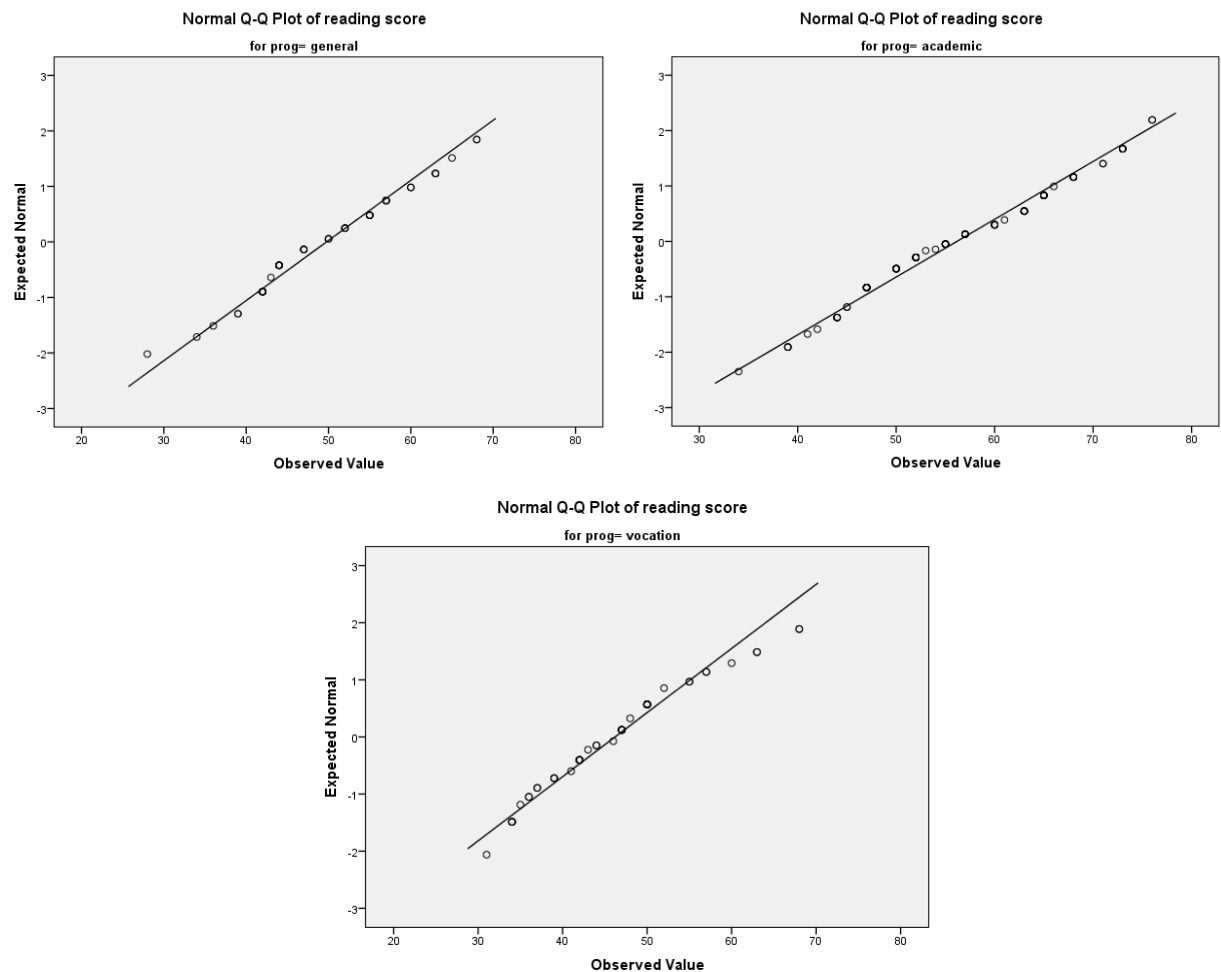 Normal Q-Q Plot of reading score
for prog= general
3
2
1
0
-1
-2
-3
Expected Normal
20 30 40 50 60 70 80
Observed Value
Normal Q-Q Plot of reading score
for prog= academic
3
2
1
0
-1
-2
-3
Expected Normal
30 40 50 60 70 80
Observed Value
Normal Q-Q Plot of reading score
for prog= vocation
3
2
1
0
-1
-2
-3
Expected Normal
20 30 40 50 60 70 80
Observed Value